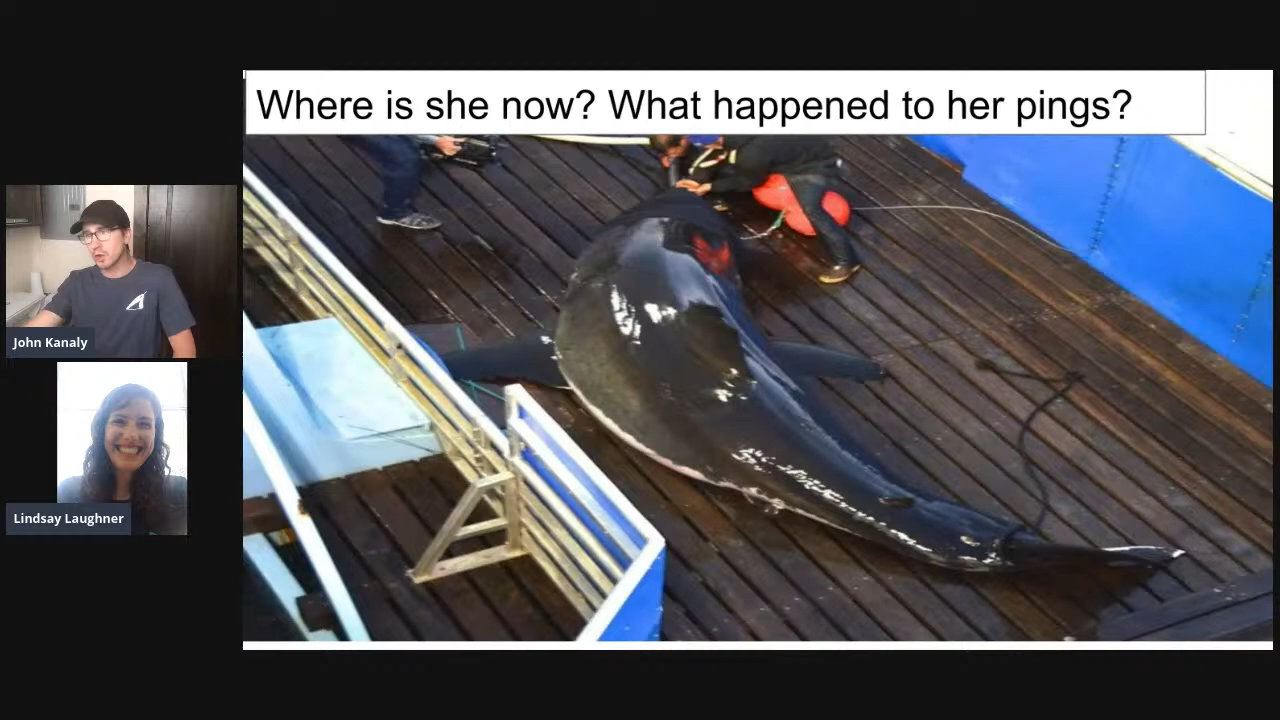 Where is she now? What happened to her pings?
John Kanaly
Lindsay Laughner